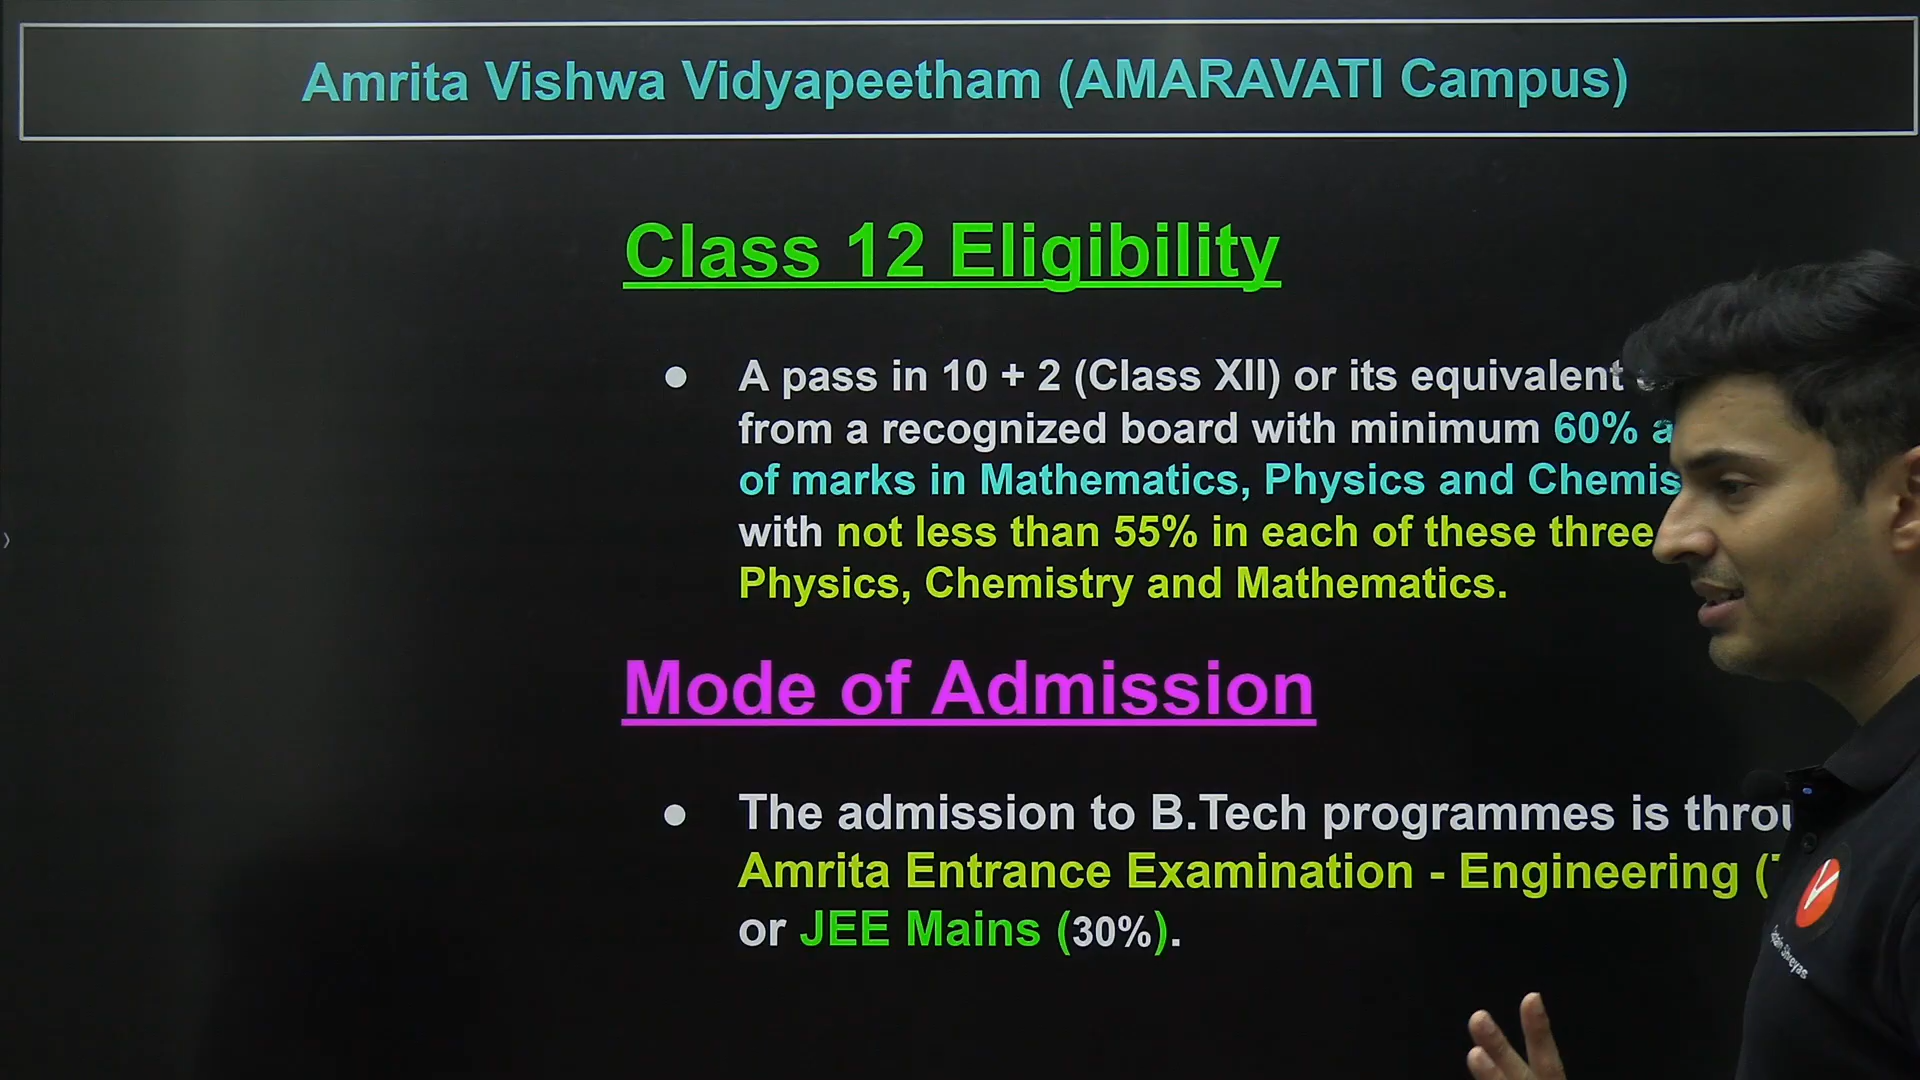 Amrita Vishwa Vidyapeetham (AMARAVATI Campus)
Class 12 Eligibility
● A pass in 10 + 2 (Class XII) or its equivalent
from a recognized board with minimum 60%
of marks in Mathematics, Physics and
with not less than 55% in each of these three
Physics, Chemistry and Mathematics.
Mode of Admission
● The admission to B.Tech programmes is
Amrita Entrance Examination - Engineering (
or JEE Mains (30%).